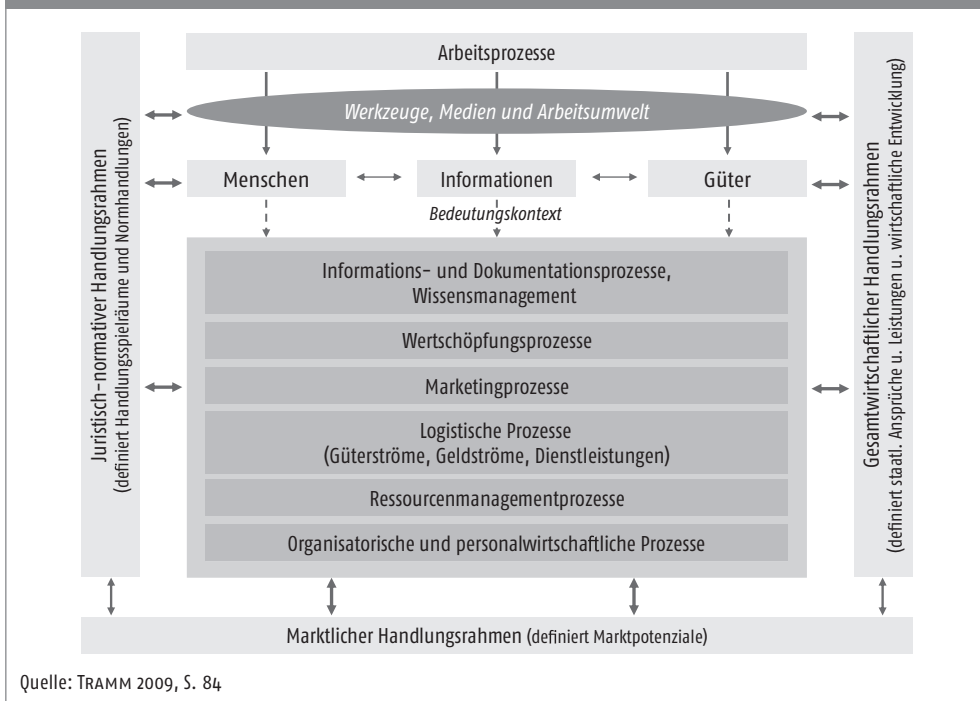 Arbeitsprozesse
Werkzeuge, Medien und Arbeitsumwelt
Menschen
Informationen
Güter
Bedeutungskontext
Juristisch-normativer Handlungsrahmen
(definiert Handlungsspielräume und Normhandlungen)
Informations- und Dokumentationsprozesse,
Wissensmanagement
Wertschöpfungsprozesse
Marketingprozesse
Logistische Prozesse
(Güterströme, Geldströme, Dienstleistungen)
Ressourcenmanagementprozesse
Organisatorische und personalwirtschaftliche Prozesse
Gesamtwirtschaftlicher Handlungsrahmen
(definiert staatl. Ansprüche u. Leistungen u. wirtschaftliche Entwicklung)
Marktlicher Handlungsrahmen (definiert Marktpotenziale)
Quelle: TRAMM 2009, S. 84